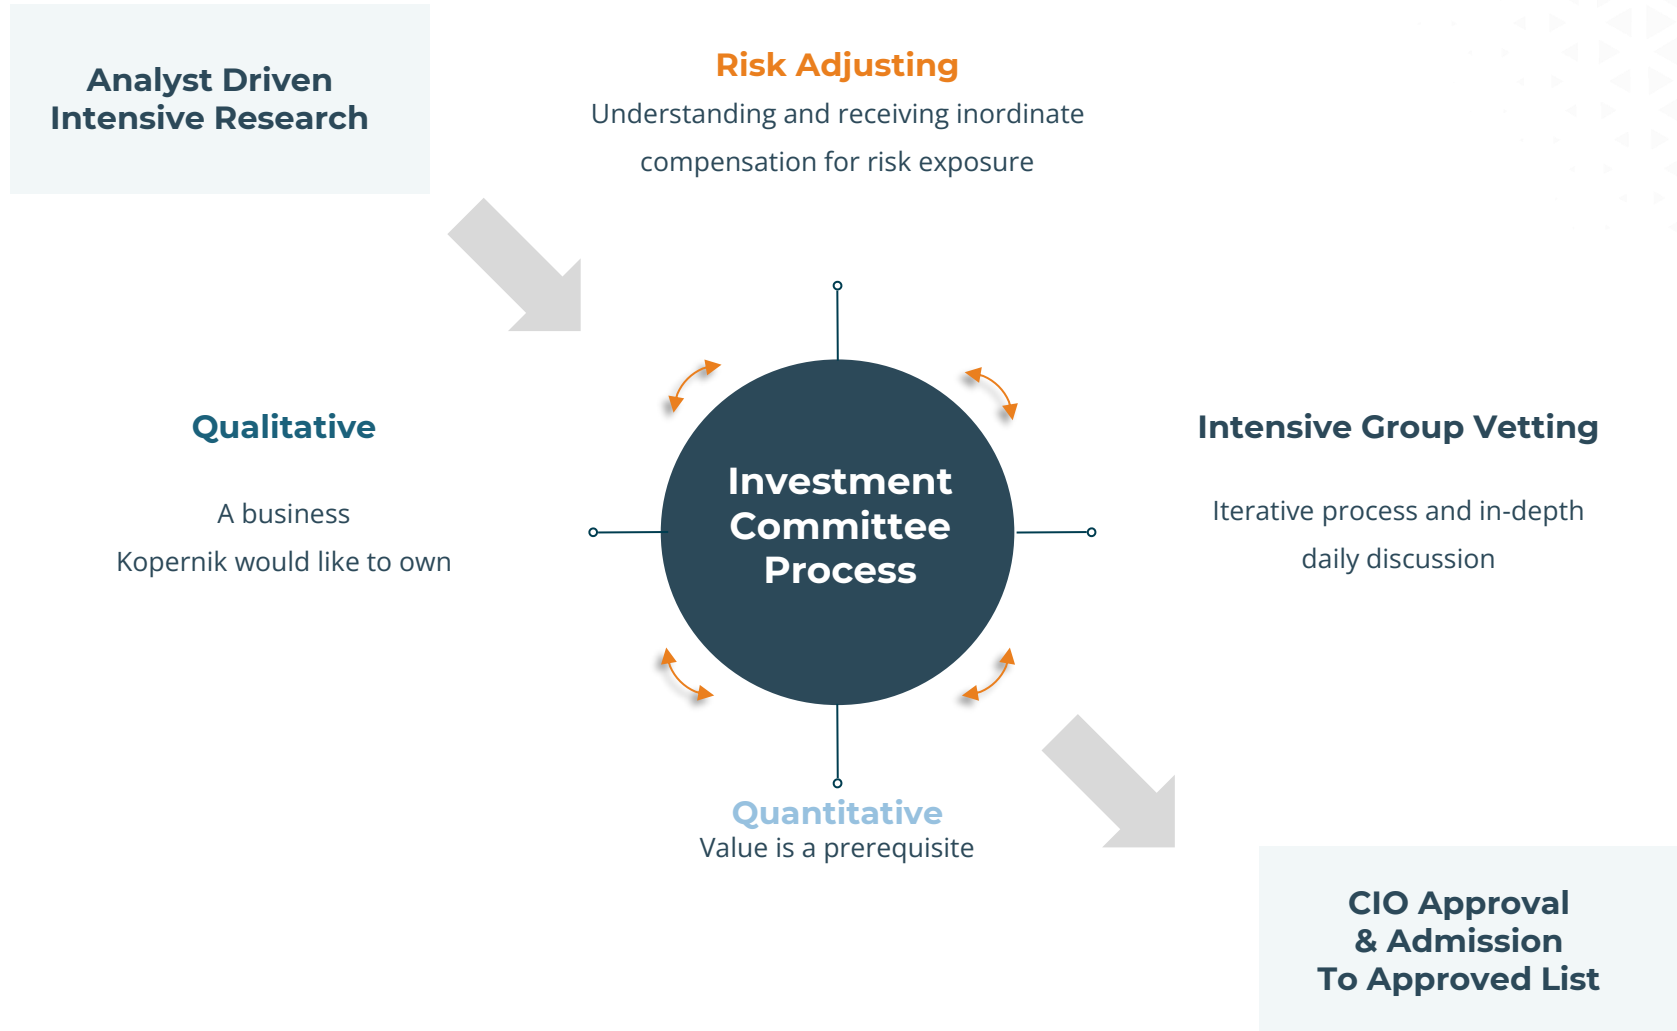 Analyst Driven
Intensive Research
Risk Adjusting
Understanding and receiving inordinate
compensation for risk exposure
Qualitative
A business
Kopernik would like to own
Investment
Committee
Process
Intensive Group Vetting
Iterative process and in-depth
daily discussion
Quantitative
Value is a prerequisite
CIO Approval
& Admission
To Approved List